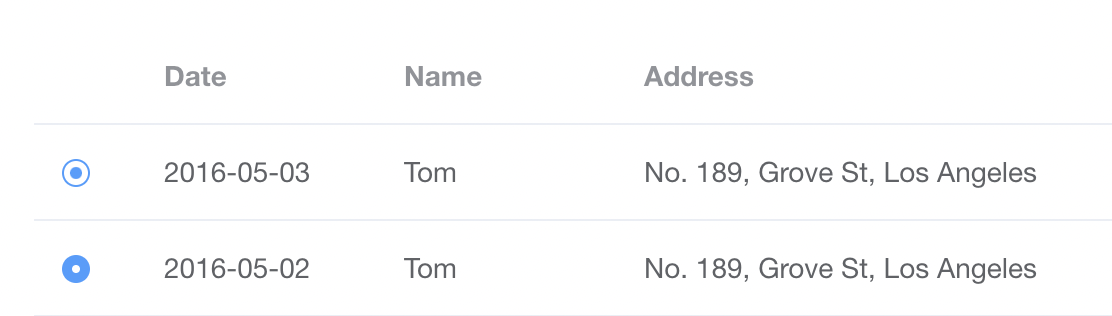 Date Name Address
2016-05-03 Tom No. 189, Grove St, Los Angeles
2016-05-02 Tom No. 189, Grove St, Los Angeles